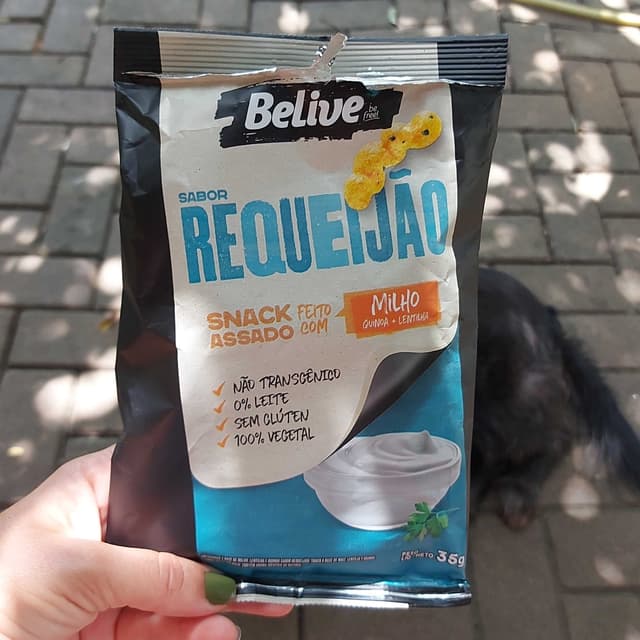 Belive
be free!
SABOR
REQUEIJÃO
SNACK
ASSADO
FEITO
COM
MILHO
QUINOA + LENTILHA
NÃO TRANSGÊNICO
0% LEITE
SEM GLÚTEN
100% VEGETAL
35g